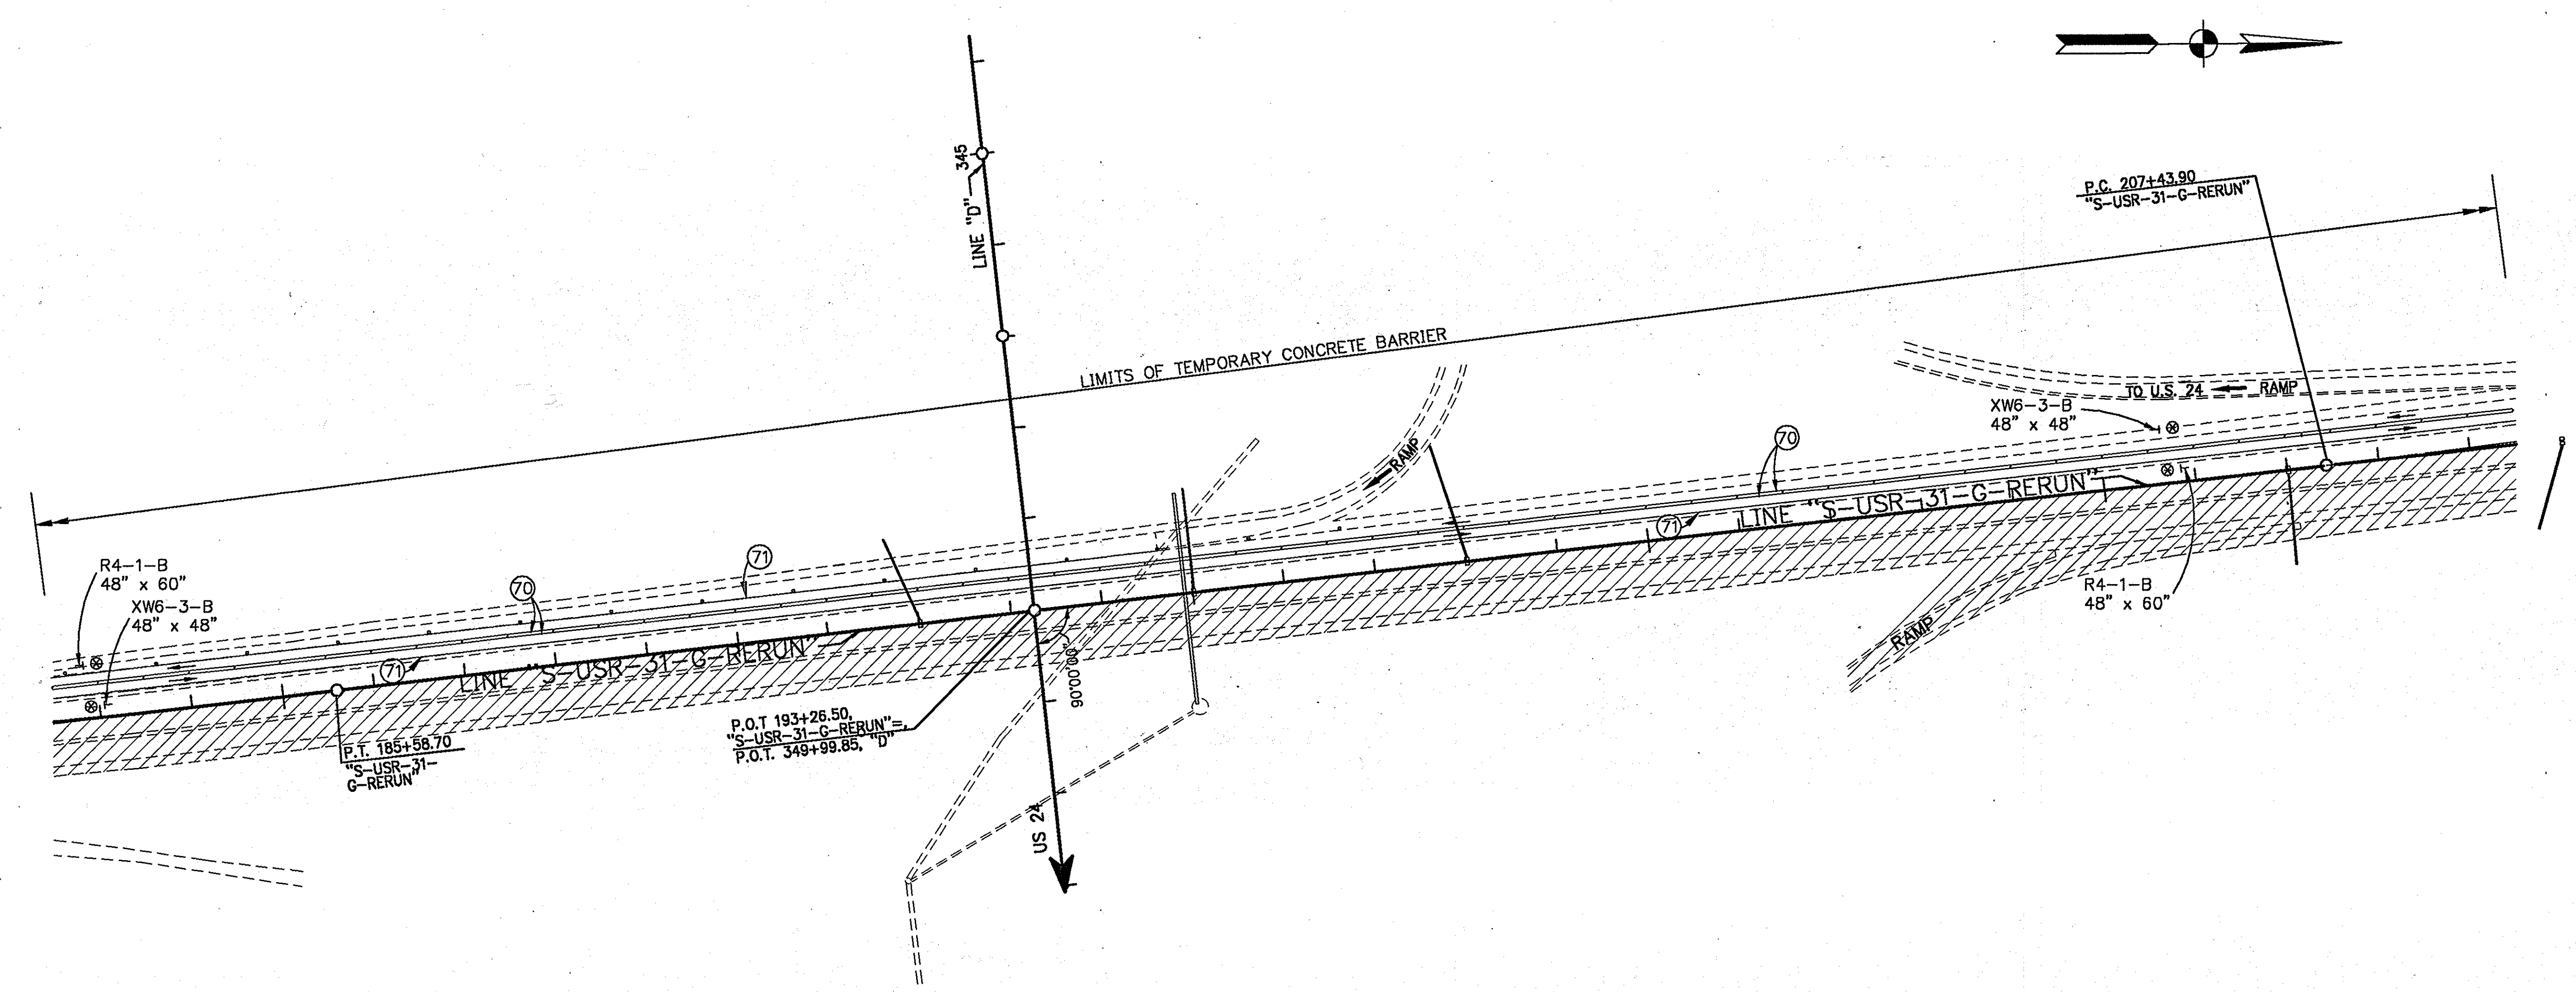 345
LINE "D"
P.C. 207+43.90
"S-USR-31-G-RERUN"
LIMITS OF TEMPORARY CONCRETE BARRIER
TO U.S. 24
RAMP
XW6-3-B
48" x 48"
70
RAMP
8
LINE "S-USR-31-G-RERUN"
71
R4-1-B
48" x 60"
RAMP
R4-1-B
48" x 60"
XW6-3-B
48" x 48"
70
71
71
LINE "S-USR-31-G-RERUN"
90°00'00"
P.O.T 193+26.50,
"S-USR-31-G-RERUN"=,
P.O.T. 349+99.85, "D"
P.T. 185+58.70
"S-USR-31-
G-RERUN"
US 24